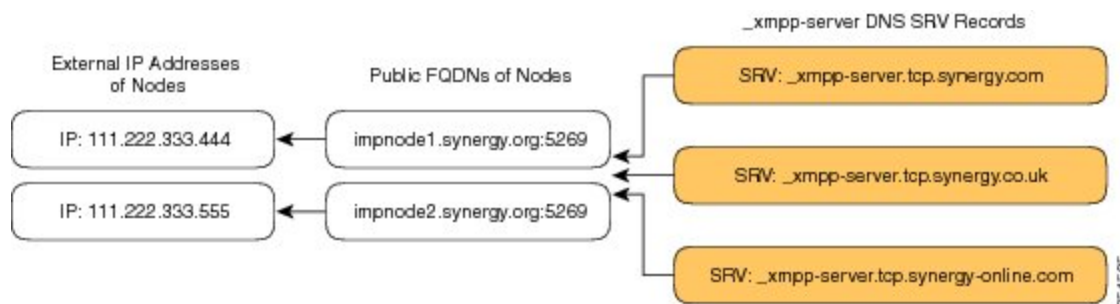 _xmpp-server DNS SRV Records
External IP Addresses
of Nodes
Public FQDNs of Nodes
SRV: _xmpp-server.tcp.synergy.com
IP: 111.222.333.444
impnode1.synergy.org:5269
SRV: _xmpp-server.tcp.synergy.co.uk
IP: 111.222.333.555
impnode2.synergy.org:5269
SRV: _xmpp-server.tcp.synergy-online.com